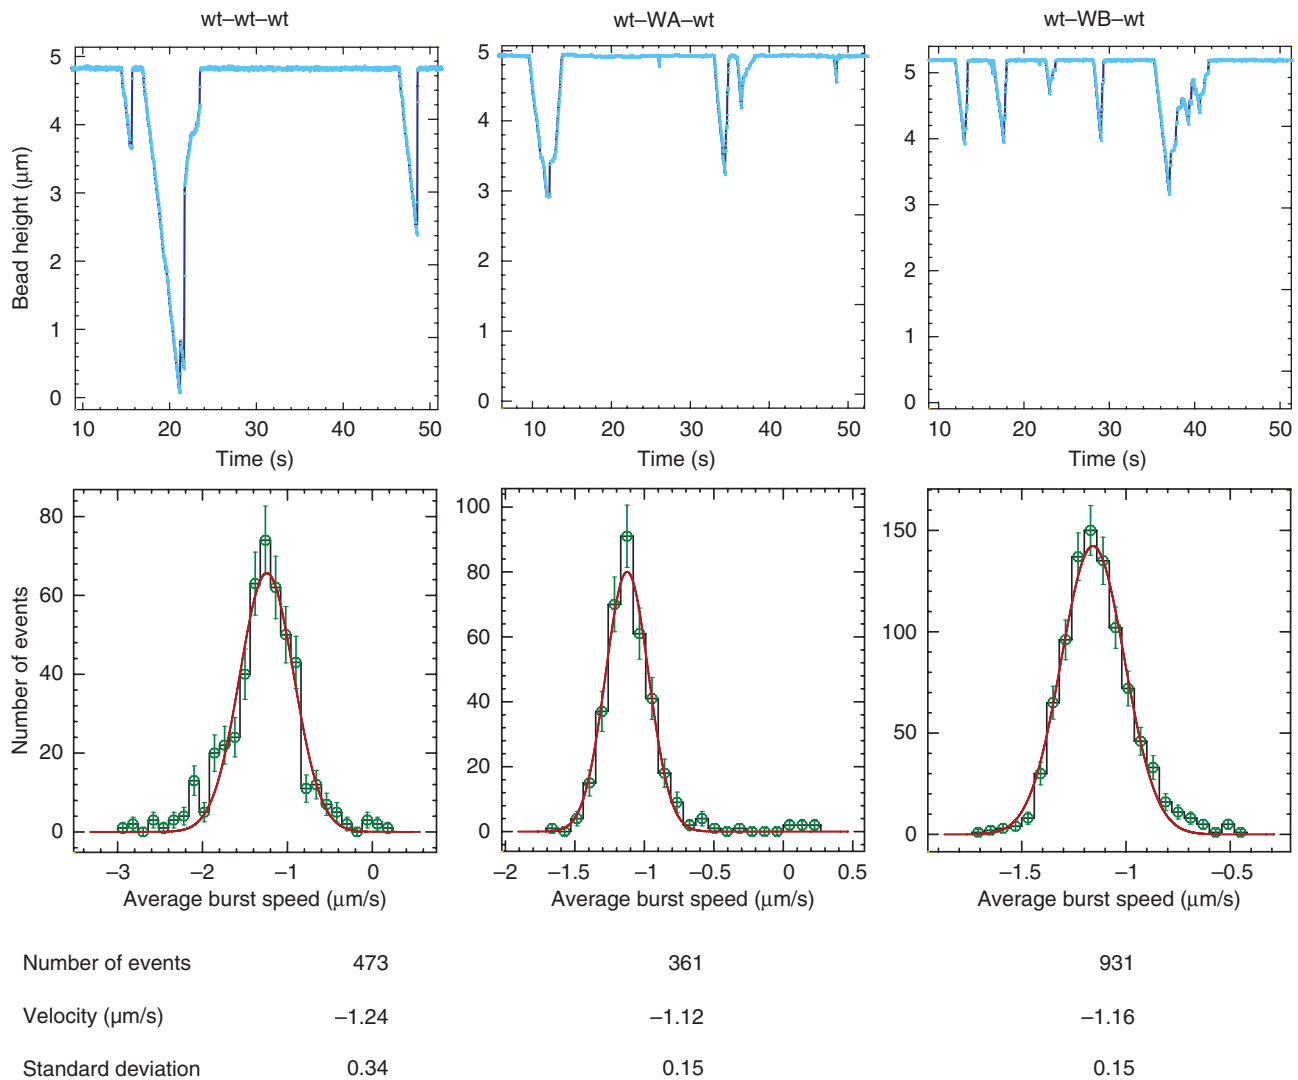 wt–wt–wt
wt–WA–wt
wt–WB–wt
Bead height (μm)
5
4
3
2
1
0
10 20 30 40 50
Time (s)
5
4
3
2
1
0
10 20 30 40 50
Time (s)
5
4
3
2
1
0
10 20 30 40 50
Time (s)
Number of events
80
60
40
20
0
–3 –2 –1 0
Average burst speed (μm/s)
100
80
60
40
20
0
–2 –1.5 –1 –0.5 0 0.5
Average burst speed (μm/s)
150
100
50
0
–1.5 –1 –0.5
Average burst speed (μm/s)
Number of events 473 361 931
Velocity (μm/s) –1.24 –1.12 –1.16
Standard deviation 0.34 0.15 0.15